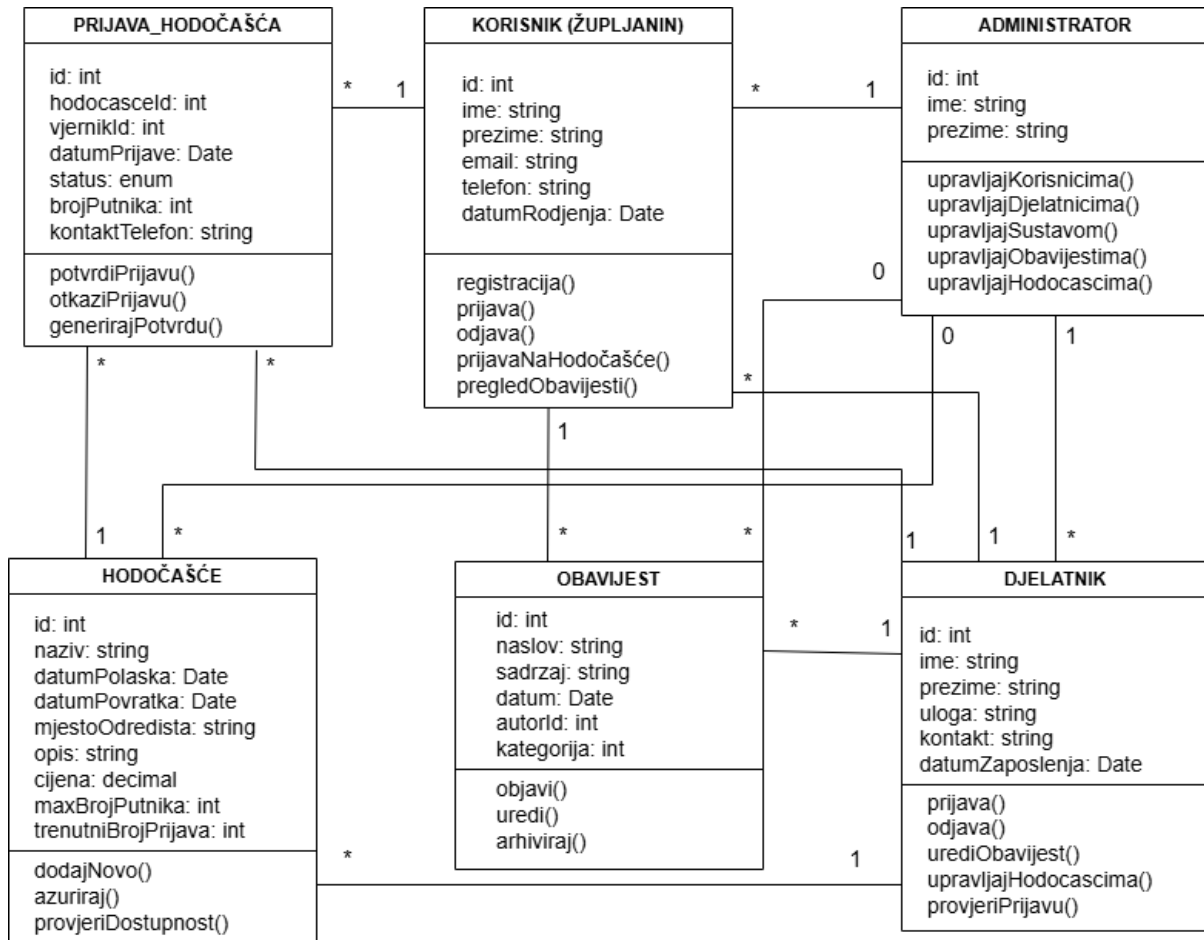 PRIJAVA_HODOČAŠĆA
id: int
hodocasceId: int
vjernikId: int
datumPrijave: Date
status: enum
brojPutnika: int
kontaktTelefon: string
potvrdiPrijavu()
otkaziPrijavu()
generirajPotvrdu()
*
1
KORISNIK (ŽUPLJANIN)
id: int
ime: string
prezime: string
email: string
telefon: string
datumRodjenja: Date
registracija()
prijava()
odjava()
prijavaNaHodočašće()
pregledObavijesti()
*
1
ADMINISTRATOR
id: int
ime: string
prezime: string
upravljajKorisnicima()
upravljajDjelatnicima()
upravljajSustavom()
upravljajObavijestima()
upravljajHodocascima()
0
0
1
*
*
*
1
1
*
*
*
1
1
*
HODOČAŠĆE
id: int
naziv: string
datumPolaska: Date
datumPovratka: Date
mjestoOdredista: string
opis: string
cijena: decimal
maxBrojPutnika: int
trenutniBrojPrijava: int
dodajNovo()
azuriraj()
provjeriDostupnost()
OBAVIJEST
id: int
naslov: string
sadrzaj: string
datum: Date
autorId: int
kategorija: int
objavi()
uredi()
arhiviraj()
*
1
*
1
DJELATNIK
id: int
ime: string
prezime: string
uloga: string
kontakt: string
datumZaposlenja: Date
prijava()
odjava()
urediObavijest()
upravljajHodocascima()
provjeriPrijavu()